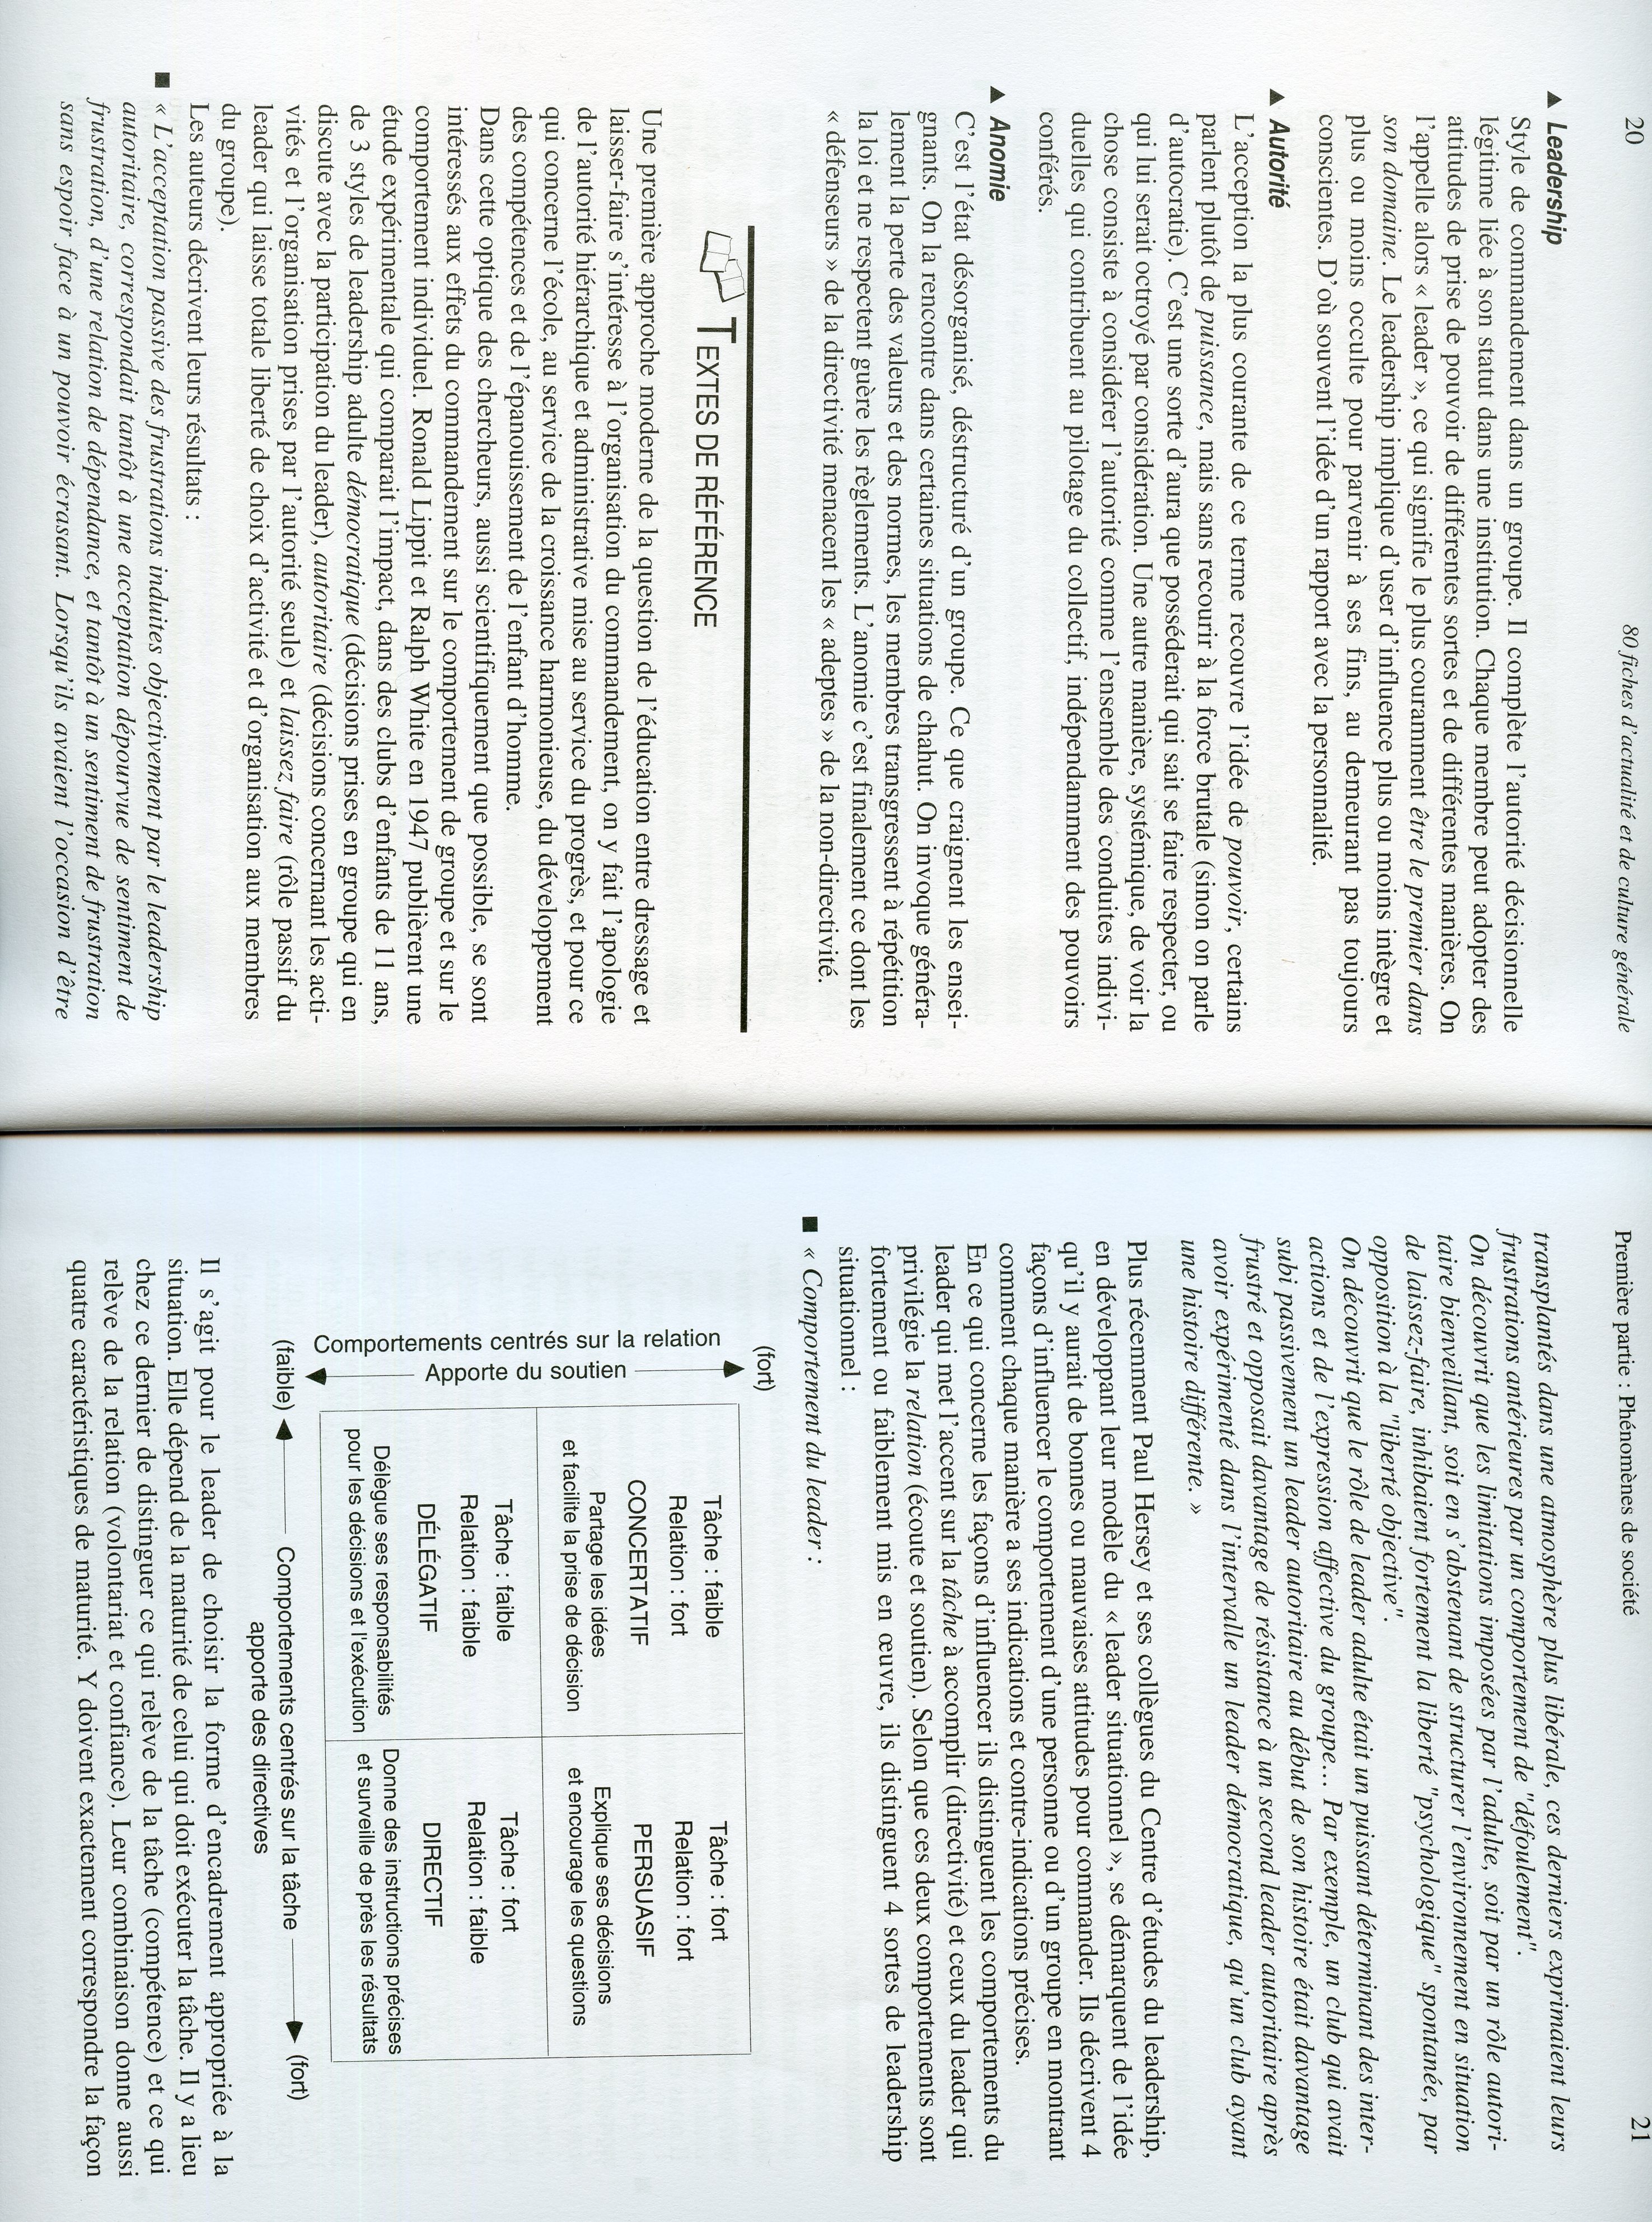 20
80 fiches d'actualité et de culture générale
▲ Leadership
Style de commandement dans un groupe. Il complète l'autorité décisionnelle
légitime liée à son statut dans une institution. Chaque membre peut adopter des
attitudes de prise de pouvoir de différentes sortes et de différentes manières. On
l'appelle alors « leader », ce qui signifie le plus couramment être le premier dans
son domaine. Le leadership implique d'user d'influence plus ou moins intègre et
plus ou moins occulte pour parvenir à ses fins, au demeurant pas toujours
conscientes. D'où souvent l'idée d'un rapport avec la personnalité.
▲ Autorité
L'acception la plus courante de ce terme recouvre l'idée de pouvoir, certains
parlent plutôt de puissance, mais sans recourir à la force brutale (sinon on parle
d'autocratie). C'est une sorte d'aura que posséderait qui sait se faire respecter, ou
qui lui serait octroyé par considération. Une autre manière, systémique, de voir la
chose consiste à considérer l'autorité comme l'ensemble des conduites indivi-
duelles qui contribuent au pilotage du collectif, indépendamment des pouvoirs
conférés.
▲ Anomie
C'est l'état désorganisé, déstructuré d'un groupe. Ce que craignent les ensei-
gnants. On la rencontre dans certaines situations de chahut. On invoque généra-
lement la perte des valeurs et des normes, les membres transgressent à répétition
la loi et ne respectent guère les règlements. L'anomie c'est finalement ce dont les
« défenseurs » de la directivité menacent les « adeptes » de la non-directivité.
TEXTES DE RÉFÉRENCE
Une première approche moderne de la question de l'éducation entre dressage et
laisser-faire s'intéresse à l'organisation du commandement, on y fait l'apologie
de l'autorité hiérarchique et administrative mise au service du progrès, et pour ce
qui concerne l'école, au service de la croissance harmonieuse, du développement
des compétences et de l'épanouissement de l'enfant d'homme.
Dans cette optique des chercheurs, aussi scientifiquement que possible, se sont
intéressés aux effets du commandement sur le comportement de groupe et sur le
comportement individuel. Ronald Lippit et Ralph White en 1947 publièrent une
étude expérimentale qui comparait l'impact, dans des clubs d'enfants de 11 ans,
de 3 styles de leadership adulte démocratique (décisions prises en groupe qui en
discute avec la participation du leader), autoritaire (décisions concernant les acti-
vités et l'organisation prises par l'autorité seule) et laissez faire (rôle passif du
leader qui laisse totale liberté de choix d'activité et d'organisation aux membres
du groupe).
Les auteurs décrivent leurs résultats :
■ « L'acceptation passive des frustrations induites objectivement par le leadership
autoritaire, correspondait tantôt à une acceptation dépourvue de sentiment de
frustration, d'une relation de dépendance, et tantôt à un sentiment de frustration
sans espoir face à un pouvoir écrasant. Lorsqu'ils avaient l'occasion d'être
Première partie : Phénomènes de société
21
transplantés dans une atmosphère plus libérale, ces derniers exprimaient leurs
frustrations antérieures par un comportement de "défoulement".
On découvrit que les limitations imposées par l'adulte, soit par un rôle autori-
taire bienveillant, soit en s'abstenant de structurer l'environnement en situation
de laissez-faire, inhibaient fortement la liberté "psychologique" spontanée, par
opposition à la "liberté objective".
On découvrit que le rôle de leader adulte était un puissant déterminant des inter-
actions et de l'expression affective du groupe... Par exemple, un club qui avait
subi passivement un leader autoritaire au début de son histoire était davantage
frustré et opposait davantage de résistance à un second leader autoritaire après
avoir expérimenté dans l'intervalle un leader démocratique, qu'un club ayant
une histoire différente. »
Plus récemment Paul Hersey et ses collègues du Centre d'études du leadership,
en développant leur modèle du « leader situationnel », se démarquent de l'idée
qu'il y aurait de bonnes ou mauvaises attitudes pour commander. Ils décrivent 4
façons d'influencer le comportement d'une personne ou d'un groupe en montrant
comment chaque manière a ses indications et contre-indications précises.
En ce qui concerne les façons d'influencer ils distinguent les comportements du
leader qui met l'accent sur la tâche à accomplir (directivité) et ceux du leader qui
privilégie la relation (écoute et soutien). Selon que ces deux comportements sont
fortement ou faiblement mis en œuvre, ils distinguent 4 sortes de leadership
situationnel :
■ « Comportement du leader :
(fort)
Comportements centrés sur la relation
Apporte du soutien
Tâche : faible
Relation : fort
CONCERTATIF
Partage les idées
et facilite la prise de décision
Tâche : fort
Relation : fort
PERSUASIF
Explique ses décisions
et encourage les questions
Tâche : faible
Relation : faible
DÉLÉGATIF
Délègue ses responsabilités
pour les décisions et l'exécution
Tâche : fort
Relation : faible
DIRECTIF
Donne des instructions précises
et surveille de près les résultats
(faible)
Comportements centrés sur la tâche
(fort)
apporte des directives
Il s'agit pour le leader de choisir la forme d'encadrement appropriée à la
situation. Elle dépend de la maturité de celui qui doit exécuter la tâche. Il y a lieu
chez ce dernier de distinguer ce qui relève de la tâche (compétence) et ce qui
relève de la relation (volontariat et confiance). Leur combinaison donne aussi
quatre caractéristiques de maturité. Y doivent exactement correspondre la façon